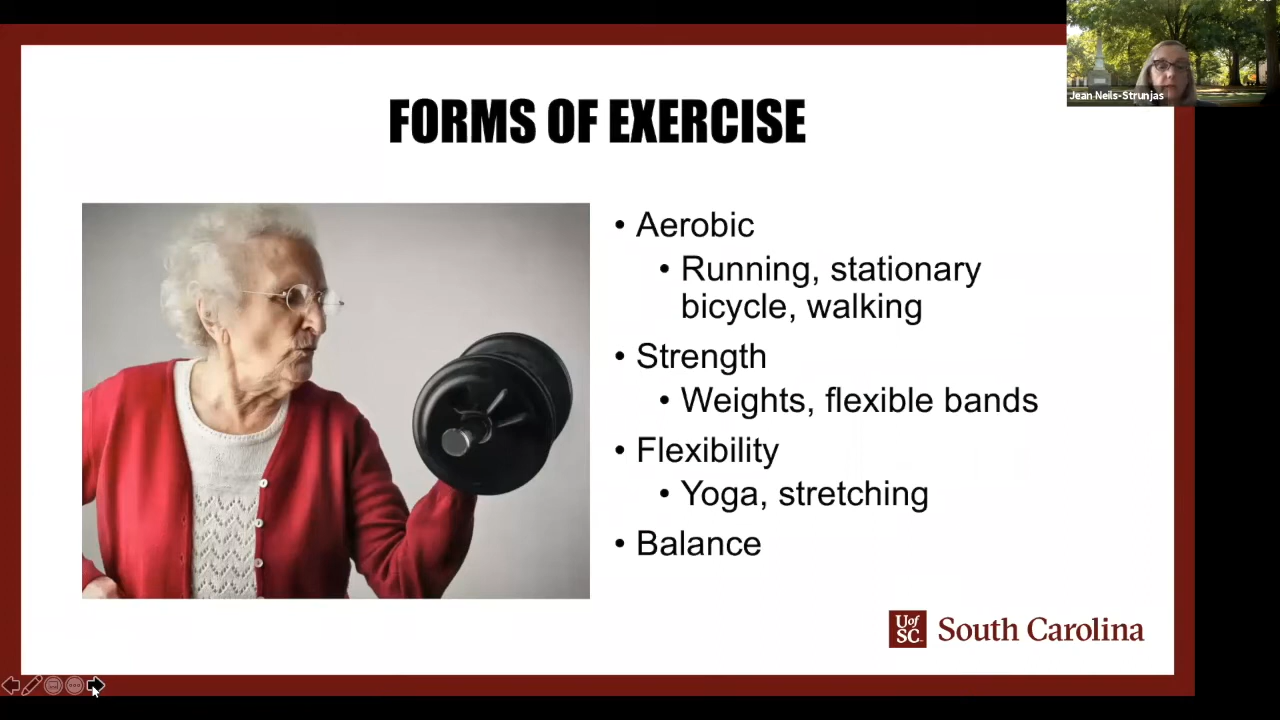 Jean Neils-Strunjas
FORMS OF EXERCISE
• Aerobic
• Running, stationary
bicycle, walking
• Strength
• Weights, flexible bands
• Flexibility
• Yoga, stretching
• Balance
UofSC South Carolina